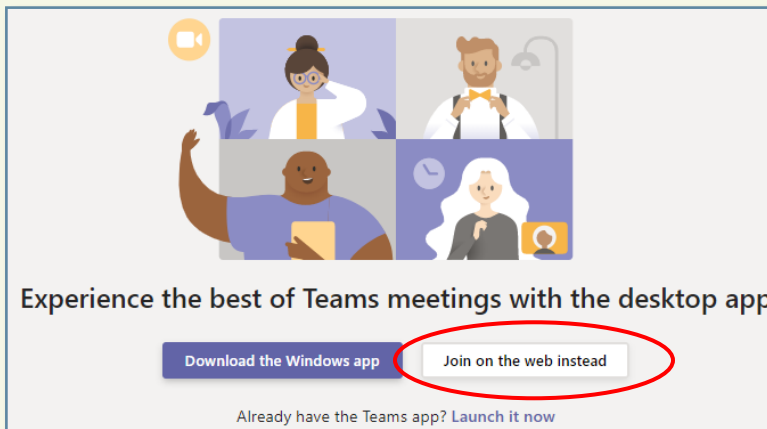 Experience the best of Teams meetings with the desktop app
Download the Windows app
Join on the web instead
Already have the Teams app? Launch it now